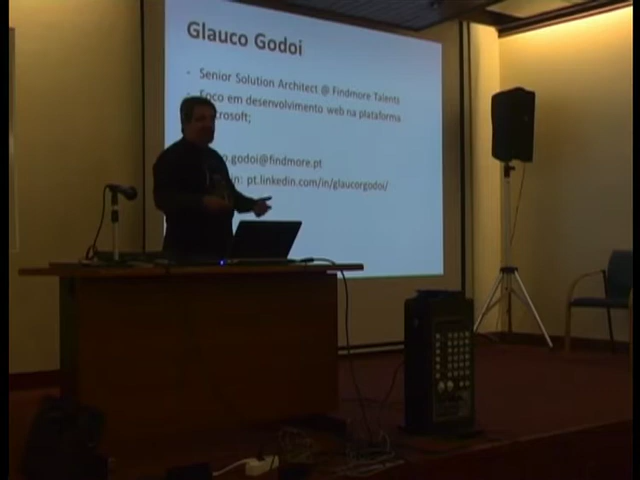 Glauco Godoi
- Senior Solution Architect @ Findmore Talents
Foco em desenvolvimento web na plataforma
.godoi@findmore.pt
: pt.linkedin.com/in/glaucorgodoi/